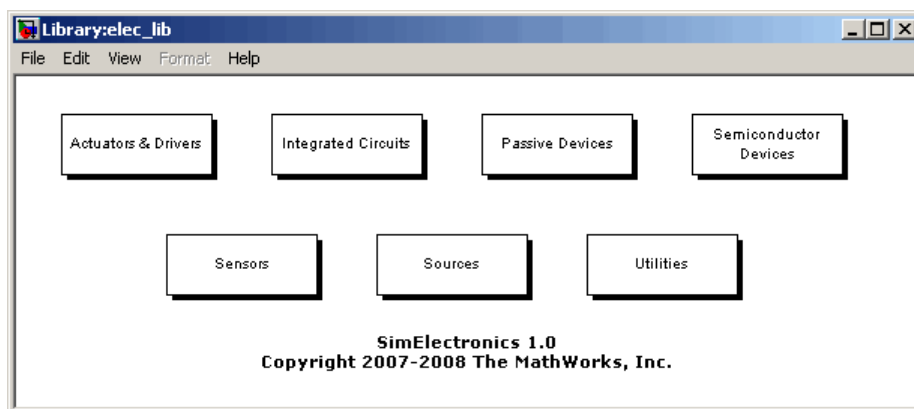 Library:elec_lib
File Edit View Format Help
Actuators & Drivers
Integrated Circuits
Passive Devices
Semiconductor
Devices
Sensors
Sources
Utilities
SimElectronics 1.0
Copyright 2007-2008 The MathWorks, Inc.